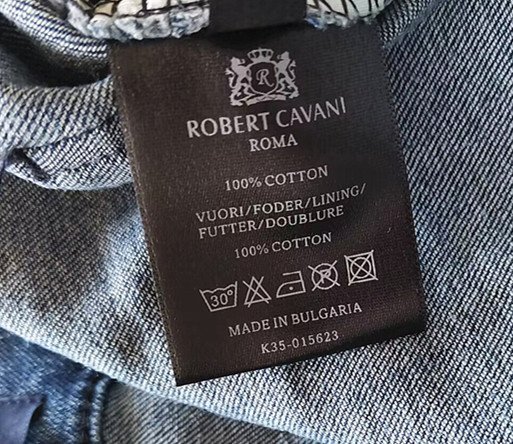 R
ROBERT CAVANI
ROMA
100% COTTON
VUORI/FODER/LINING/
FUTTER/DOUBLURE
100% COTTON
30°
MADE IN BULGARIA
K35-015623